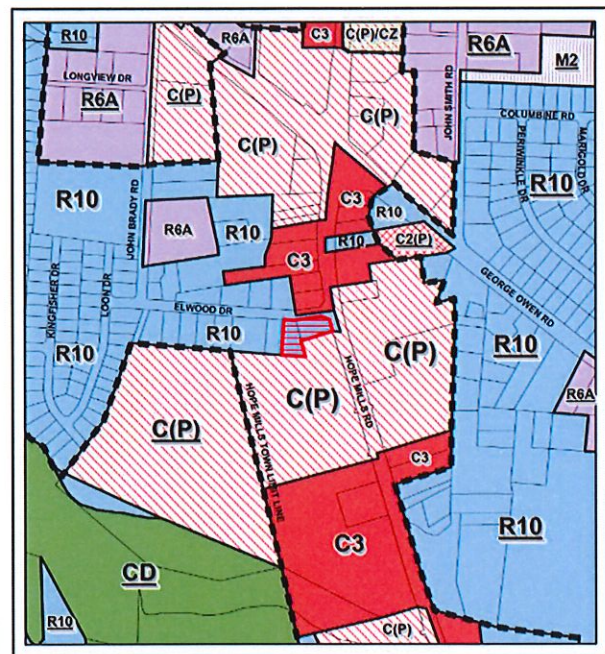 R10
R6A
C3
C(P)/CZ
R6A
M2
LONGVIEW DR
R6A
C(P)
JOHN SMITH RD
COLUMBINE RD
PERIWINKLE DR
MARIGOLD DR
C(P)
C(P)
R10
R10
JOHN BRADY RD
R6A
R10
C3
R10
R10
C2(P)
C3
GEORGE OWEN RD
KINGFISHER DR
LOON DR
ELWOOD DR
R10
R10
R10
C(P)
HOPE MILLS RD
C(P)
R6A
C(P)
HOPE MILLS TOWN LIMIT LINE
C3
R10
C3
CD
R10
C(P)